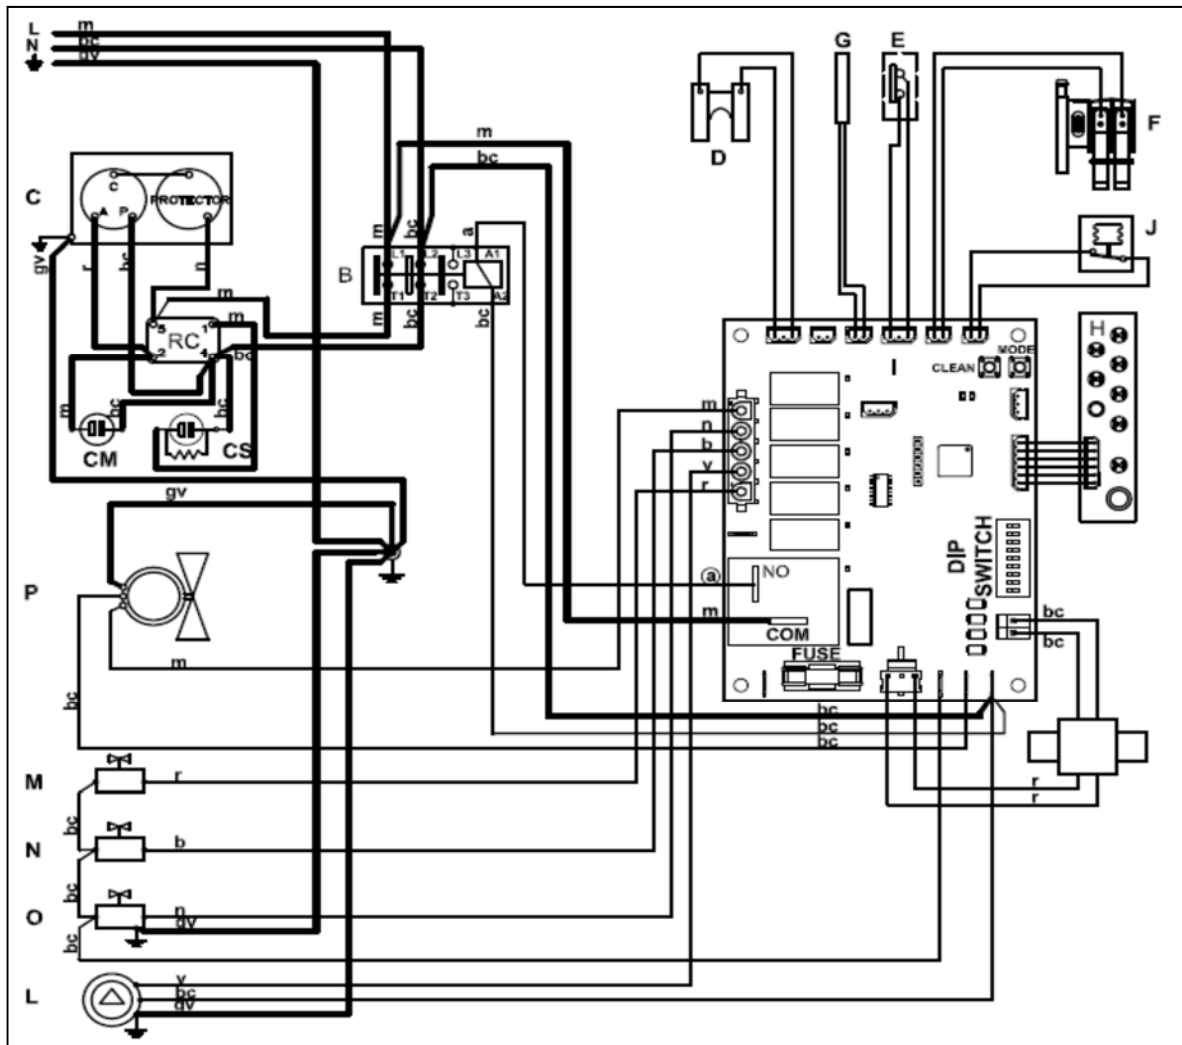 L m
N bc
gv
G
E
D
F
C
C
PROTECTOR
A P
gv
r
bc
n
m
bc
m
bc
a
B
L1 L2 L3 A1
T1 T2 T3 A2
m
bc
bc
J
m
m
5 1
RC
2 4
bc
m
bc
bc
CM
CS
H
MODE
CLEAN
I
m
n
b
v
r
gv
DIP
SWITCH
P
a
NO
m
COM
bc
bc
FUSE
m
bc
bc
bc
bc
M
r
r
r
bc
N
b
bc
O
n
gv
bc
L
v
bc
gv